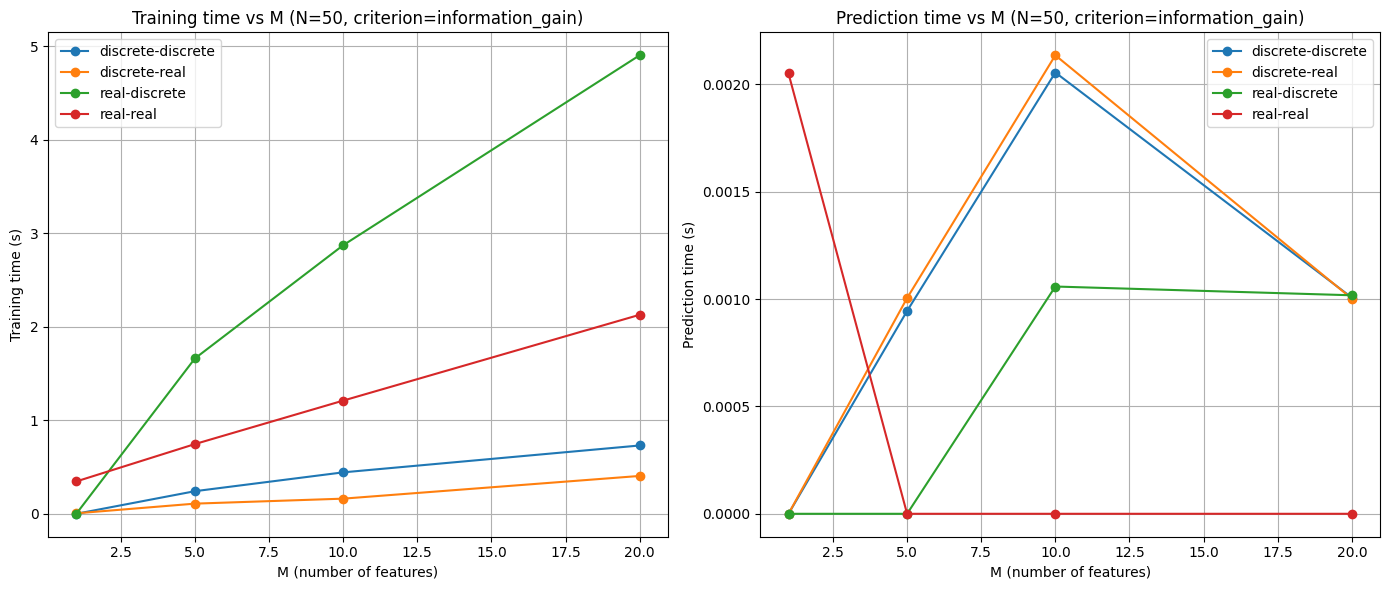 Training time vs M (N=50, criterion=information_gain)
discrete-discrete
discrete-real
real-discrete
real-real
5
4
3
2
1
0
Training time (s)
2.5 5.0 7.5 10.0 12.5 15.0 17.5 20.0
M (number of features)
Prediction time vs M (N=50, criterion=information_gain)
discrete-discrete
discrete-real
real-discrete
real-real
0.0020
0.0015
0.0010
0.0005
0.0000
Prediction time (s)
2.5 5.0 7.5 10.0 12.5 15.0 17.5 20.0
M (number of features)